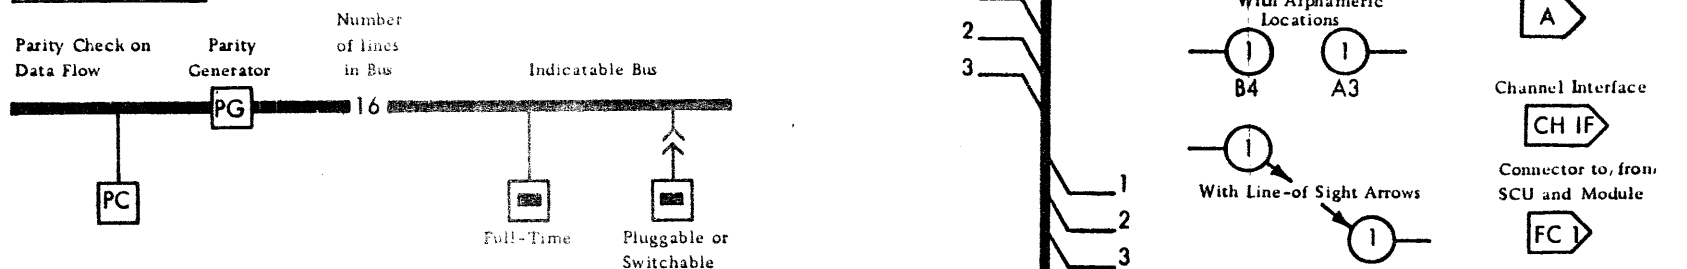 Number
of lines
in Bus
Parity Check on
Data Flow
Parity
Generator
Indicatable Bus
PG
16
PC
Full-Time
Pluggable or
Switchable
2
3
1
2
3
With Alphameric
Locations
1
1
B4
A3
1
With Line-of Sight Arrows
1
A
Channel Interface
CH IF
Connector to, from
SCU and Module
FC 1